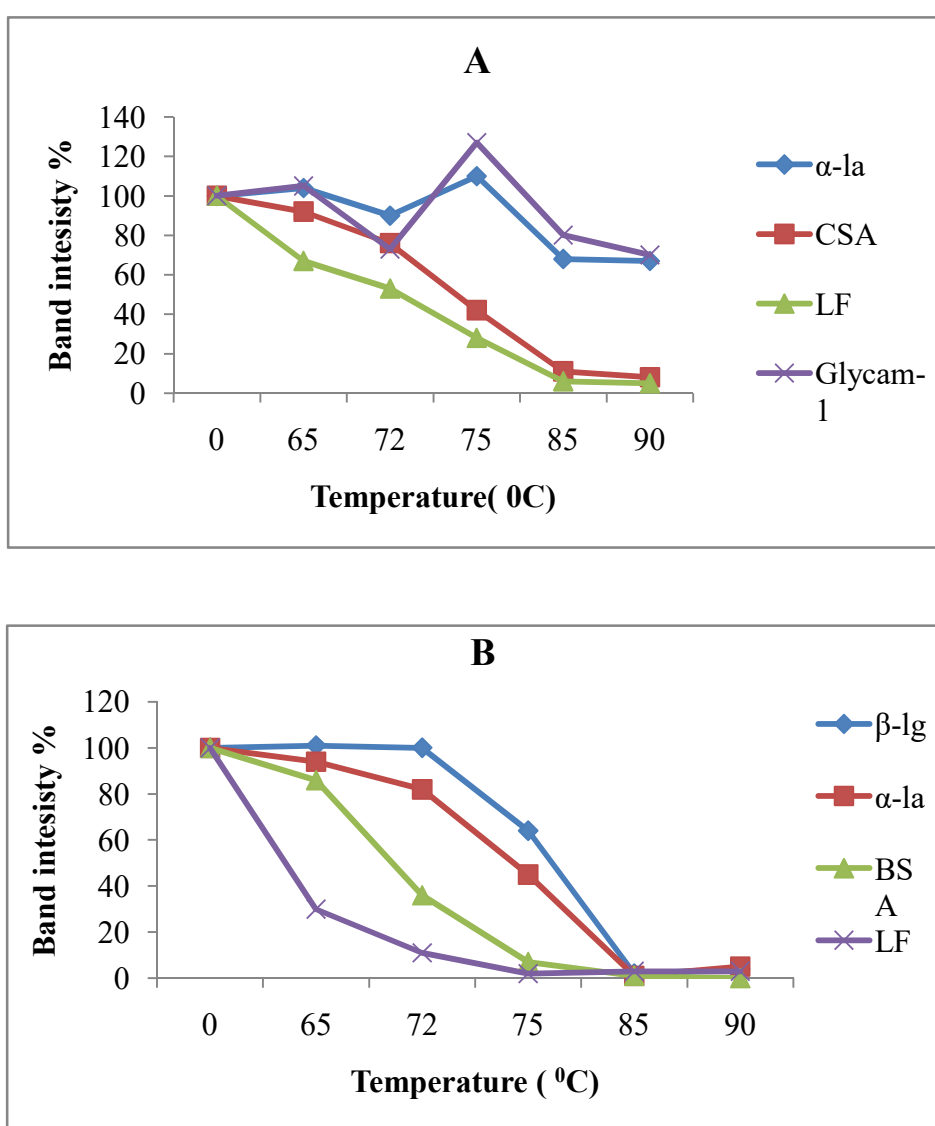 A
Band intesisty %
140
120
100
80
60
40
20
0
0 65 72 75 85 90
Temperature( 0C)
α-la
CSA
LF
Glycam-
1
B
Band intesisty %
120
100
80
60
40
20
0
0 65 72 75 85 90
Temperature ( ⁰C)
β-lg
α-la
BS
A
LF